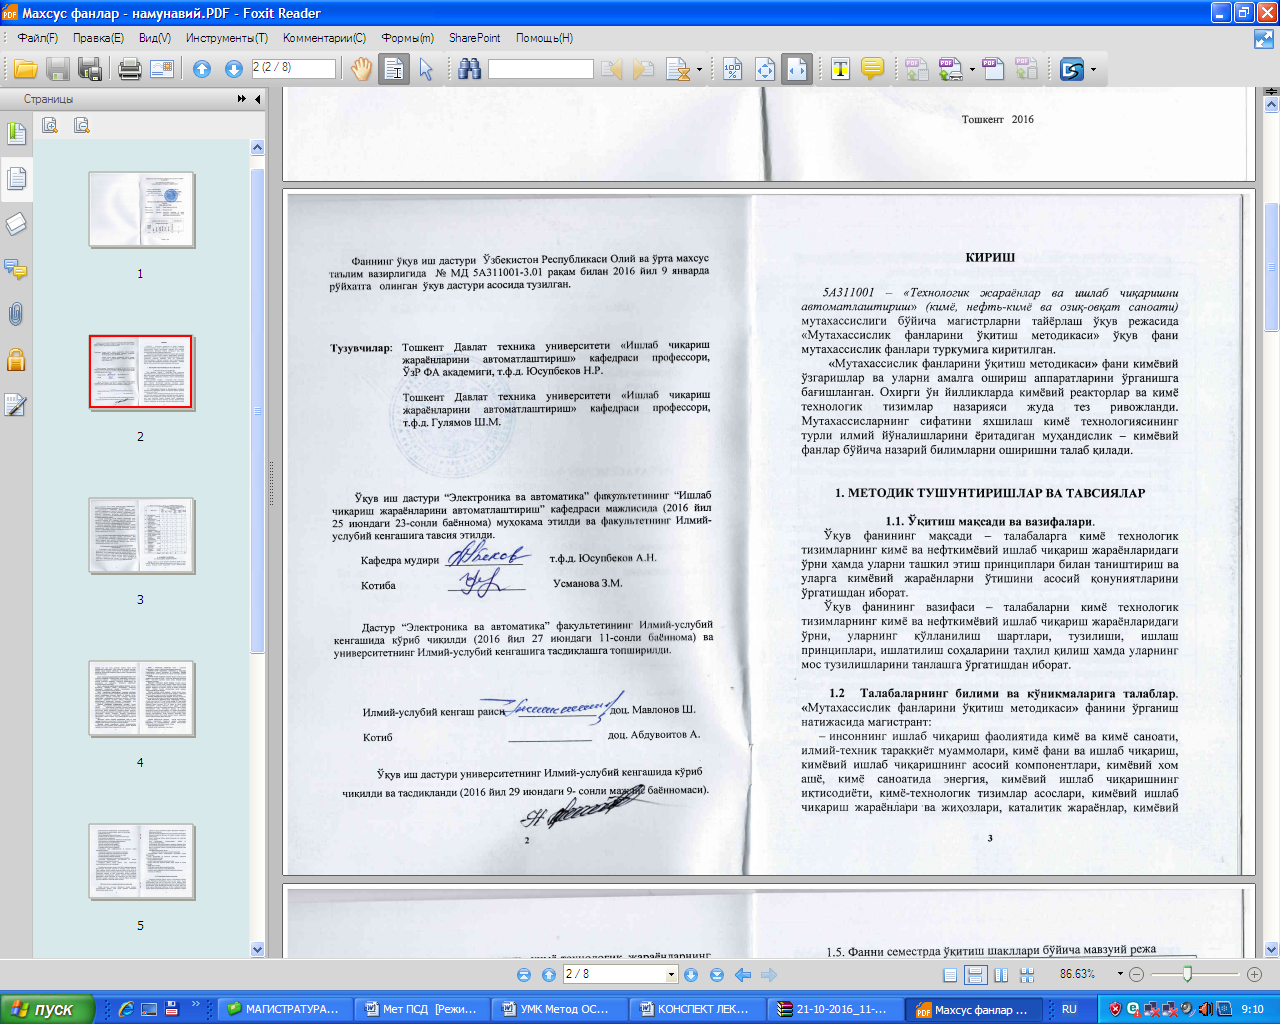 Махсус фанлар - намунавий.PDF - Foxit Reader
Файл(F) Правка(E) Вид(V) Инструменты(T) Комментарии(C) Формы(m) SharePoint Помощь(H)
2 (2 / 8)
Страницы
1
2
3
4
5
Тошкент 2016
Фаннинг ўқув иш дастури Ўзбекистон Республикаси Олий ва ўрта махсус
таълим вазирлигида № МД 5А311001-3.01 рақам билан 2016 йил 9 январда
рўйхатга олинган ўқув дастури асосида тузилган.
Тузувчилар: Тошкент Давлат техника университети «Ишлаб чиқариш
жараёнларини автоматлаштириш» кафедраси профессори,
ЎзР ФА академиги, т.ф.д. Юсупбеков Н.Р.
Тошкент Давлат техника университети «Ишлаб чиқариш
жараёнларини автоматлаштириш» кафедраси профессори,
т.ф.д. Гулямов Ш.М.
Ўқув иш дастури “Электроника ва автоматика” факультетининг “Ишлаб
чиқариш жараёнларини автоматлаштириш” кафедраси мажлисида (2016 йил
25 июндаги 23-сонли баённома) муҳокама этилди ва факультетнинг Илмий-
услубий кенгашига тавсия этилди.
Кафедра мудири т.ф.д. Юсупбеков А.Н.
Котиба Усманова З.М.
Дастур “Электроника ва автоматика” факультетининг Илмий-услубий
кенгашида кўриб чиқилди (2016 йил 27 июндаги 11-сонли баённома) ва
университетнинг Илмий-услубий кенгашига тасдиқлашга топширилди.
Илмий-услубий кенгаш раиси доц. Мавлонов Ш.
Котиб доц. Абдувоитов А.
Ўқув иш дастури университетнинг Илмий-услубий кенгашида кўриб
чиқилди ва тасдиқланди (2016 йил 29 июндаги 9- сонли мажлис баённомаси).
2
КИРИШ
5А311001 – «Технологик жараёнлар ва ишлаб чиқаришни
автоматлаштириш» (кимё, нефть-кимё ва озиқ-овқат саноати)
мутахассислиги бўйича магистрларни тайёрлаш ўқув режасида
«Мутахассислик фанларини ўқитиш методикаси» ўқув фани
мутахассислик фанлари туркумига киритилган.
«Мутахассислик фанларини ўқитиш методикаси» фани кимёвий
ўзгаришлар ва уларни амалга ошириш аппаратларини ўрганишга
бағишланган. Охирги ўн йилликларда кимёвий реакторлар ва кимё
технологик тизимлар назарияси жуда тез ривожланди.
Мутахассисларнинг сифатини яхшилаш кимё технологиясининг
турли илмий йўналишларини ёритадиган муҳандислик – кимёвий
фанлар бўйича назарий билимларни оширишни талаб қилади.
1. МЕТОДИК ТУШУНТИРИШЛАР ВА ТАВСИЯЛАР
1.1. Ўқитиш мақсади ва вазифалари.
Ўқув фанининг мақсади – талабаларга кимё технологик
тизимларнинг кимё ва нефткимёвий ишлаб чиқариш жараёнларидаги
ўрни ҳамда уларни ташкил этиш принциплари билан таништириш ва
уларга кимёвий жараёнларни ўтишини асосий қонуниятларини
ўргатишдан иборат.
Ўқув фанининг вазифаси – талабаларни кимё технологик
тизимларнинг кимё ва нефткимёвий ишлаб чиқариш жараёнларидаги
ўрни, уларнинг қўлланилиш шартлари, тузилиши, ишлаш
принциплари, ишлатилиш соҳаларини таҳлил қилиш ҳамда уларнинг
мос тузилишларини танлашга ўргатишдан иборат.
1.2 Талабаларнинг билими ва кўникмаларига талаблар.
«Мутахассислик фанларини ўқитиш методикаси» фанини ўрганиш
натижасида магистрант:
– инсоннинг ишлаб чиқариш фаолиятида кимё ва кимё саноати,
илмий-техник тараққиёт муаммолари, кимё фани ва ишлаб чиқариш,
кимёвий ишлаб чиқаришнинг асосий компонентлари, кимёвий хом
ашё, кимё саноатида энергия, кимёвий ишлаб чиқаришнинг
иқтисодиёти, кимё-технологик тизимлар асослари, кимёвий ишлаб
чиқариш жараёнлари ва жиҳозлари, каталитик жараёнлар, кимёвий
3
1.5. Фанни семестрда ўқитиш шакллари бўйича мавзуий режа
2 / 8
86.63%
пуск
МАГИСТРАТУРА...
Мет ПСД [Режи...
УМК Метод ОС...
КОНСПЕКТ ЛЕК...
21-10-2016_11-...
Махсус фанлар ...
RU
9:10